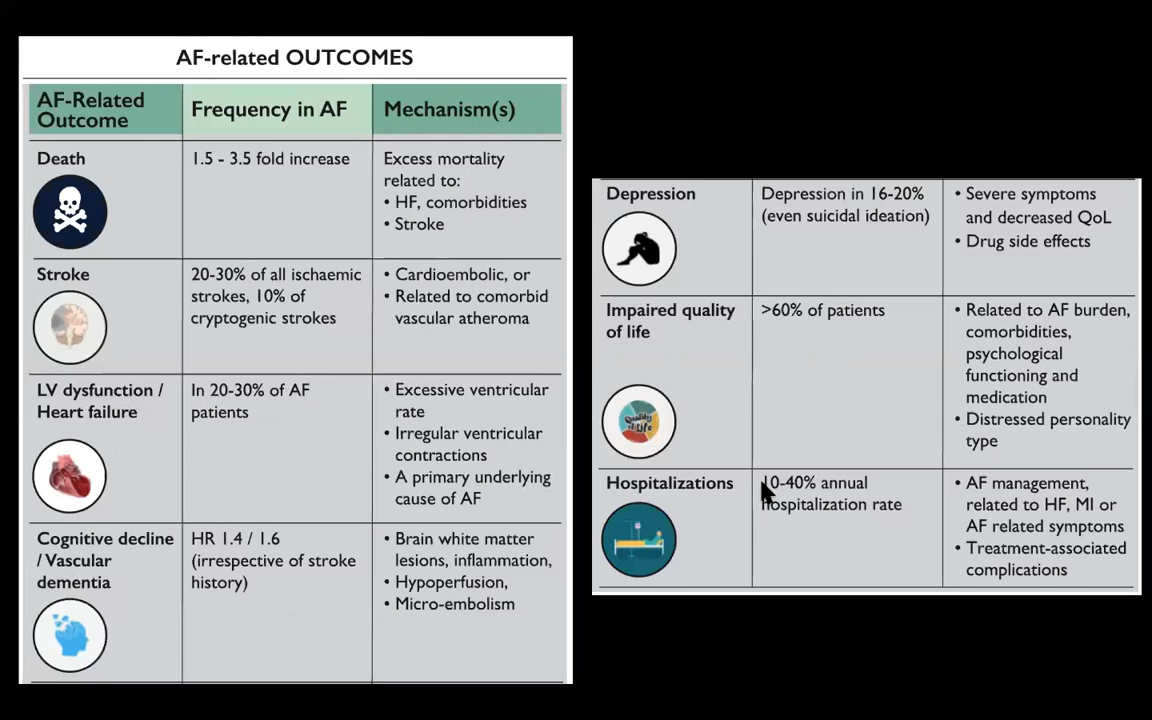 AF-related OUTCOMES
AF-Related
Outcome
Frequency in AF
Mechanism(s)
Death
1.5 - 3.5 fold increase
Excess mortality
related to:
• HF, comorbidities
• Stroke
Stroke
20-30% of all ischaemic
strokes, 10% of
cryptogenic strokes
• Cardioembolic, or
• Related to comorbid
vascular atheroma
LV dysfunction /
Heart failure
In 20-30% of AF
patients
• Excessive ventricular
rate
• Irregular ventricular
contractions
• A primary underlying
cause of AF
Cognitive decline
/ Vascular
dementia
HR 1.4 / 1.6
(irrespective of stroke
history)
• Brain white matter
lesions, inflammation,
• Hypoperfusion,
• Micro-embolism
Depression
Depression in 16-20%
(even suicidal ideation)
• Severe symptoms
and decreased QoL
• Drug side effects
Impaired quality
of life
Quality
of Life
>60% of patients
• Related to AF burden,
comorbidities,
psychological
functioning and
medication
• Distressed personality
type
Hospitalizations
10-40% annual
hospitalization rate
• AF management,
related to HF, MI or
AF related symptoms
• Treatment-associated
complications